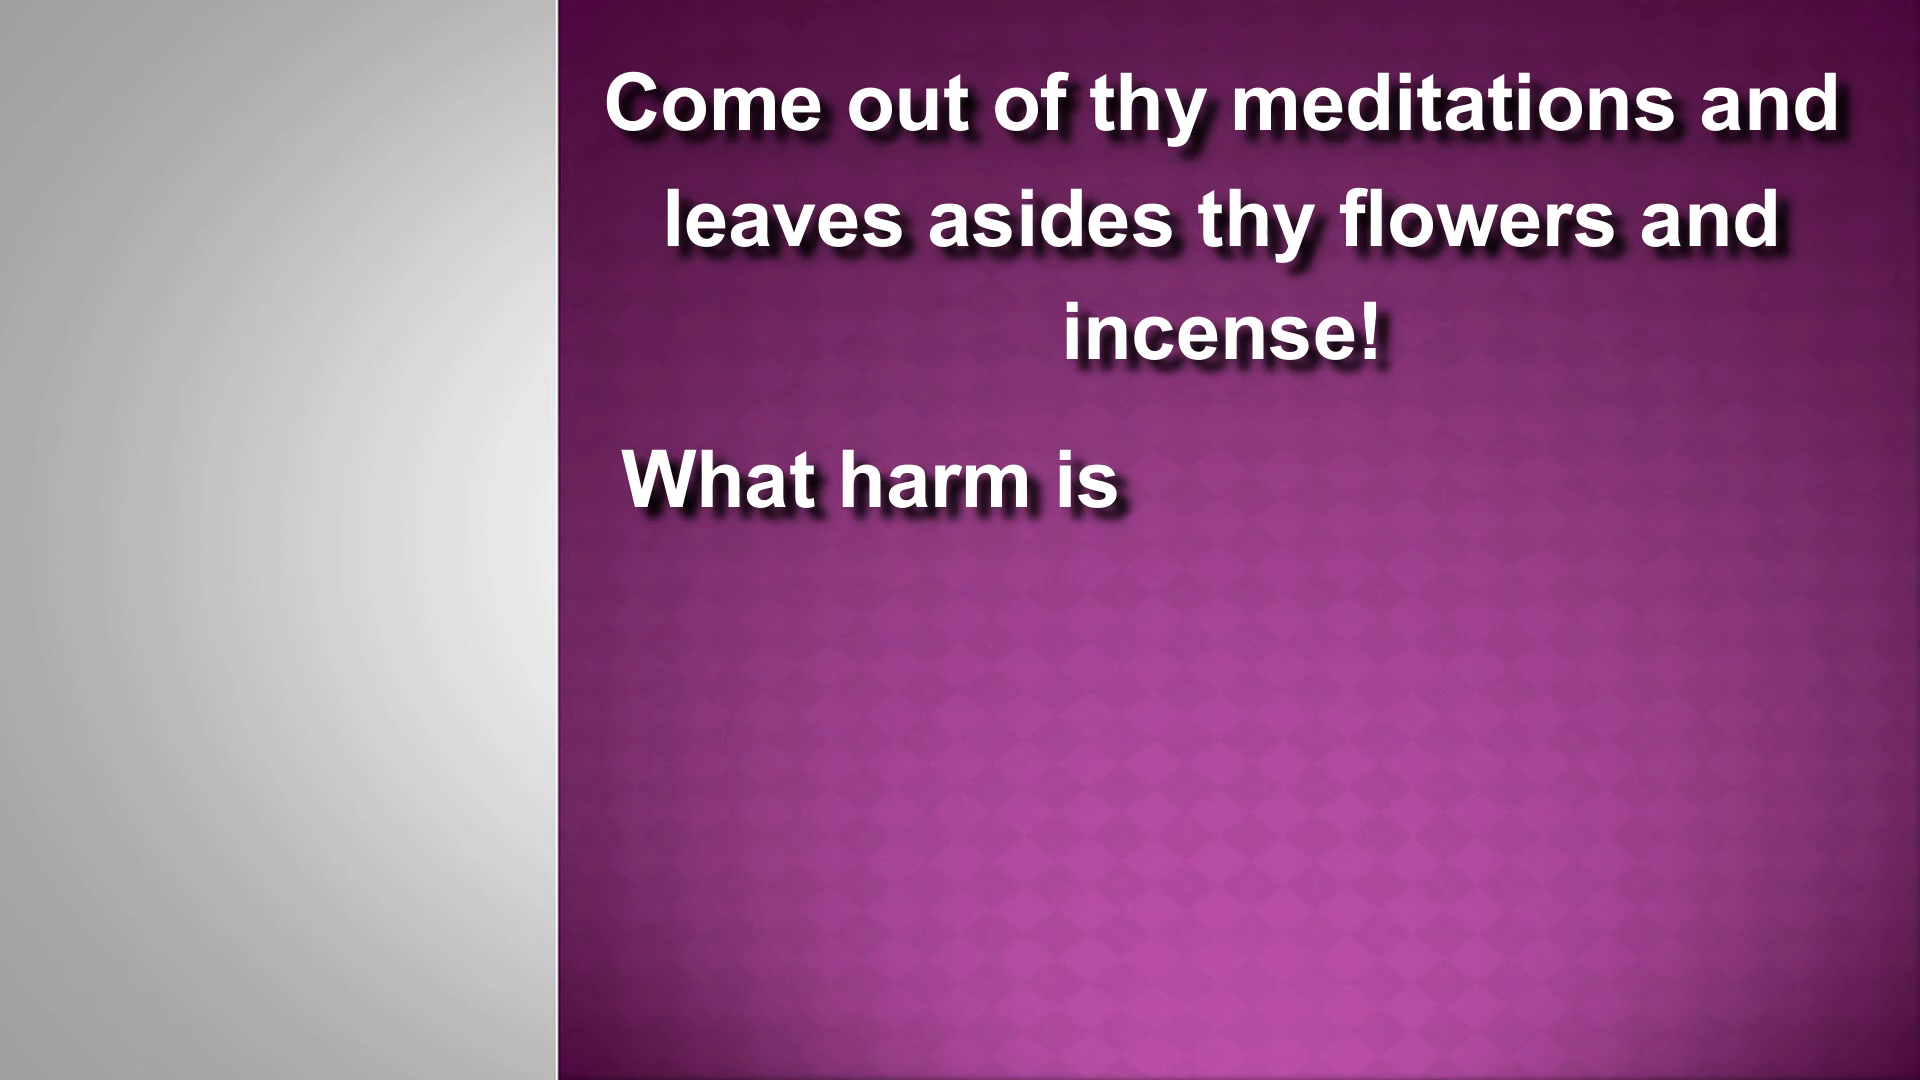 Come out of thy meditations and
leaves asides thy flowers and
incense!
What harm is